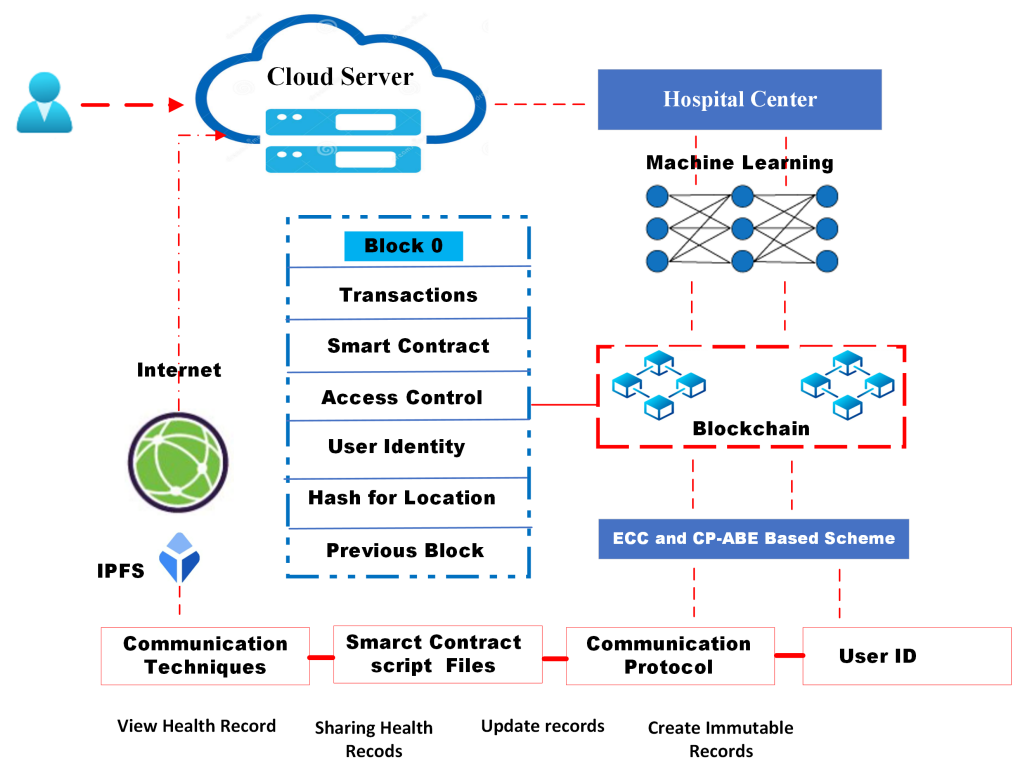 Cloud Server
Hospital Center
Machine Learning
Block 0
Transactions
Smart Contract
Access Control
User Identity
Hash for Location
Previous Block
Internet
Blockchain
ECC and CP-ABE Based Scheme
IPFS
Communication
Techniques
Smarct Contract
script Files
Communication
Protocol
User ID
View Health Record
Sharing Health
Recods
Update records
Create Immutable
Records